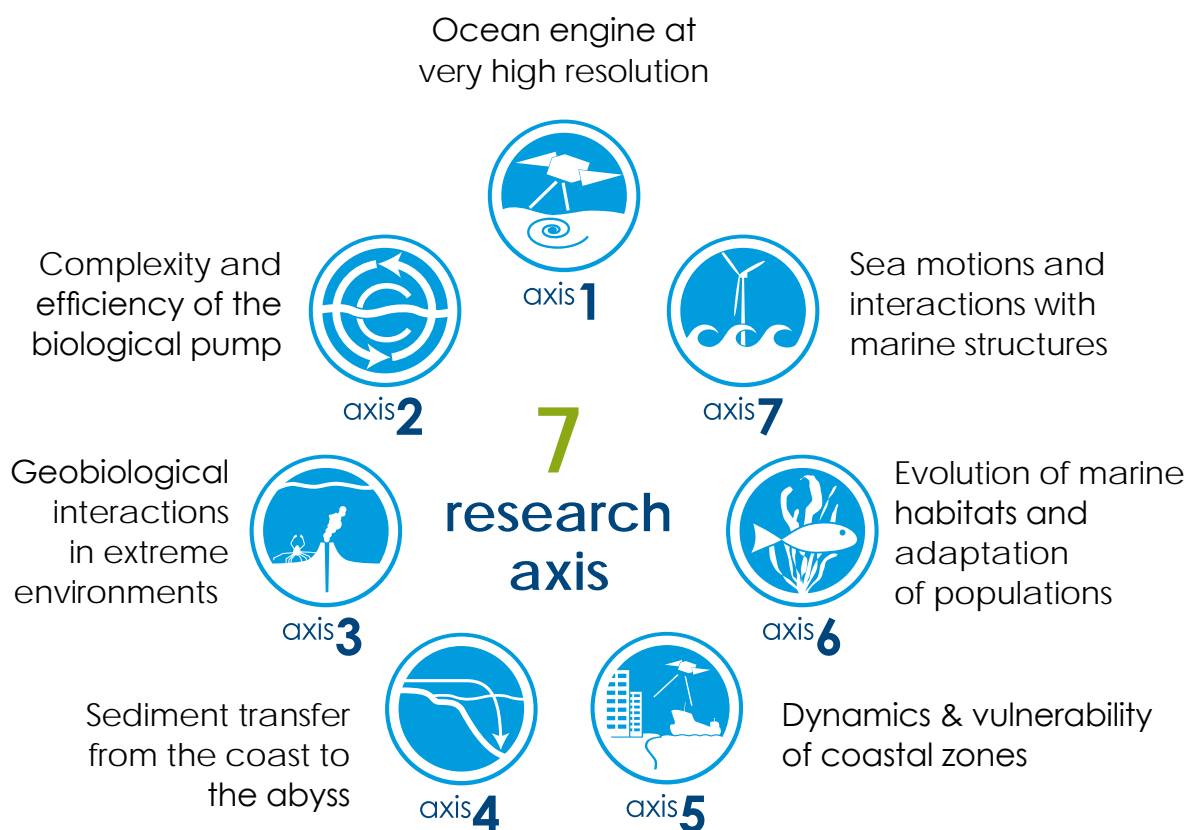 Ocean engine at
very high resolution
axis1
Complexity and
efficiency of the
biological pump
axis2
Geobiological
interactions
in extreme
environments
axis3
Sediment transfer
from the coast to
the abyss
axis4
Dynamics & vulnerability
of coastal zones
axis5
Evolution of marine
habitats and
adaptation
of populations
axis6
Sea motions and
interactions with
marine structures
axis7
7
research
axis